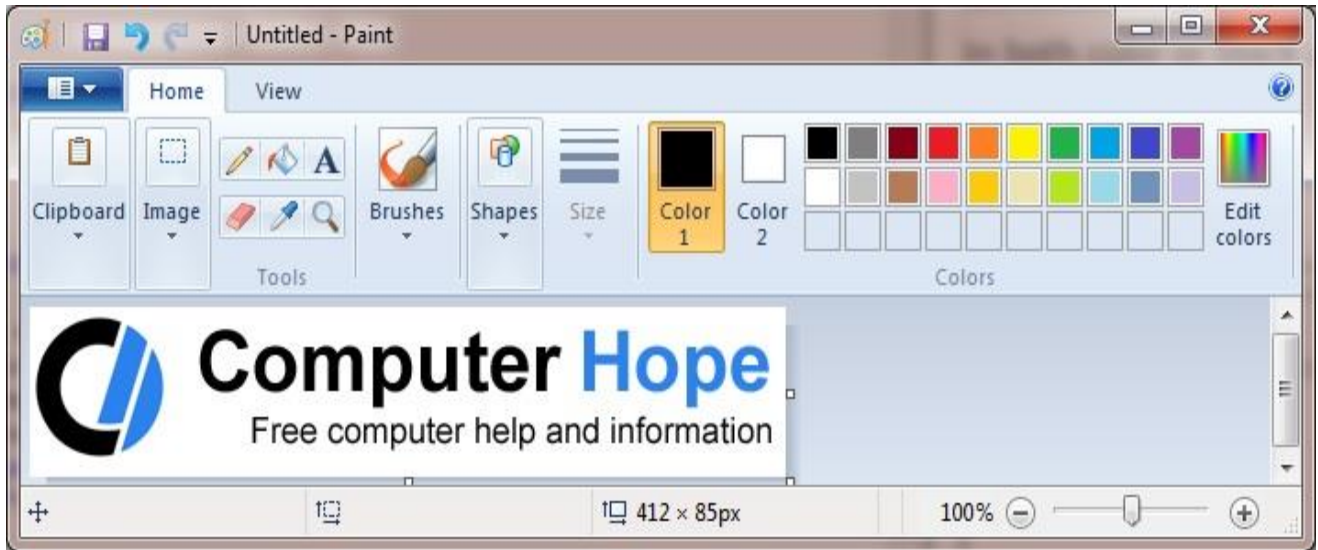 Untitled - Paint
Home View
Clipboard
Image
A
Tools
Brushes
Shapes
Size
Color
1
Color
2
Edit
colors
Colors
Computer Hope
Free computer help and information
412 × 85px
100%